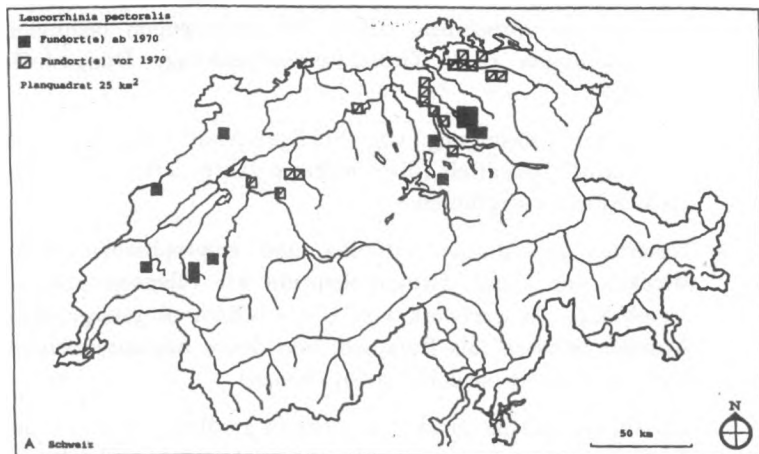 Leucorrhinia pectoralis
Fundort(e) ab 1970
Fundort(e) vor 1970
Planquadrat 25 km²
N
A Schweiz
50 km